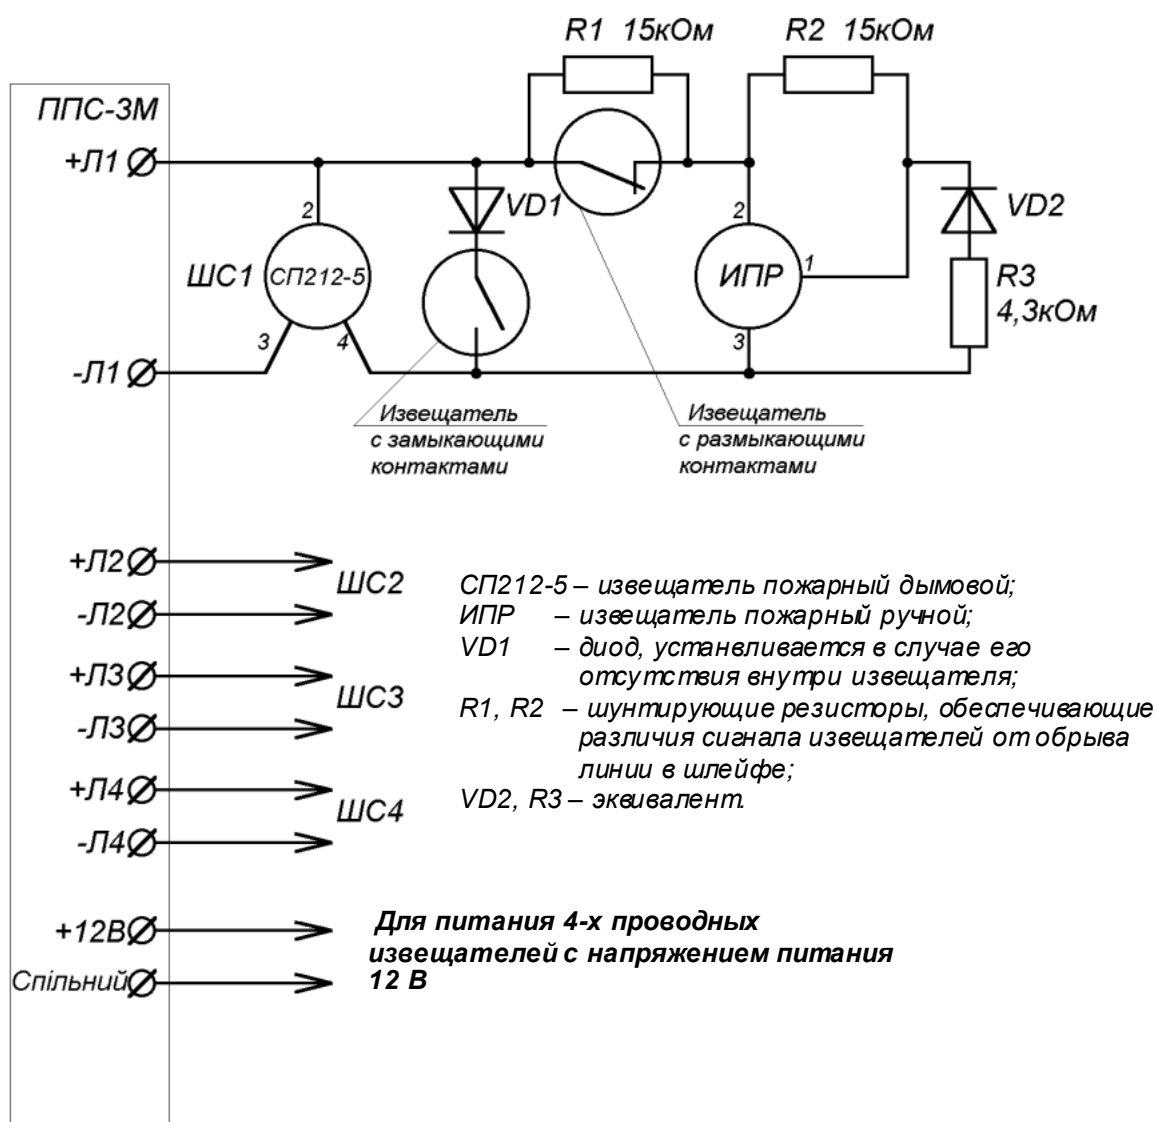 R1 15кОм
R2 15кОм
ППС-3М
+Л1
2
VD1
2
VD2
ШС1
СП212-5
ИПР
1
R3
4,3кОм
3
4
3
-Л1
Извещатель
с замыкающими
контактами
Извещатель
с размыкающими
контактами
+Л2
ШС2
-Л2
+Л3
ШС3
-Л3
+Л4
ШС4
-Л4
СП212-5 – извещатель пожарный дымовой;
ИПР – извещатель пожарный ручной;
VD1 – диод, устанвливается в случае его
отсутствия внутри извещателя;
R1, R2 – шунтирующие резисторы, обеспечивающие
различия сигнала извещателей от обрыва
линии в шлейфе;
VD2, R3 – эквивалент.
+12В
Спільний
Для питания 4-х проводных
извещателей с напряжением питания
12 В